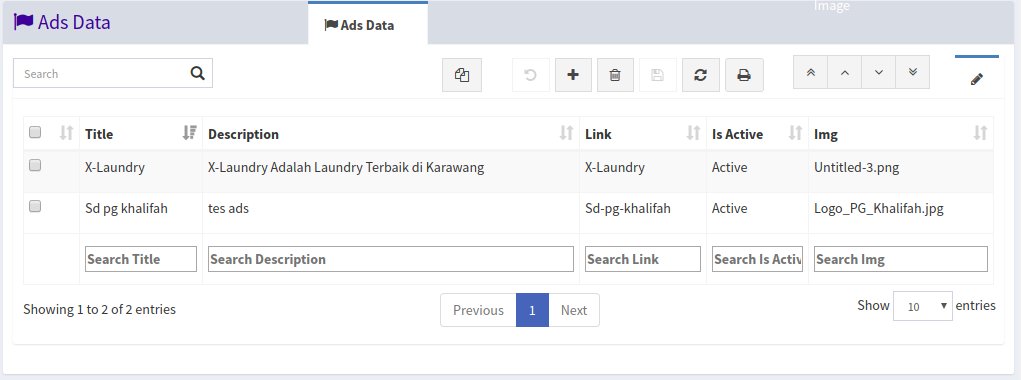 Image
Ads Data
Ads Data
Search
Title Description Link Is Active Img
X-Laundry X-Laundry Adalah Laundry Terbaik di Karawang X-Laundry Active Untitled-3.png
Sd pg khalifah tes ads Sd-pg-khalifah Active Logo_PG_Khalifah.jpg
Search Title Search Description Search Link Search Is Activ Search Img
Showing 1 to 2 of 2 entries Previous 1 Next Show 10 entries